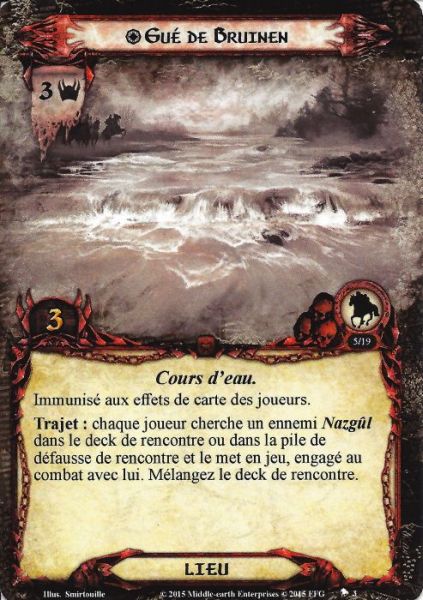 Gué de Bruinen
3
3
5/19
Cours d'eau.
Immunisé aux effets de carte des joueurs.
Trajet : chaque joueur cherche un ennemi Nazgûl
dans le deck de rencontre ou dans la pile de
défausse de rencontre et le met en jeu, engagé au
combat avec lui. Mélangez le deck de rencontre.
LIEU
Illus. Smirtouille
© 2015 Middle-earth Enterprises © 2015 EFG
3